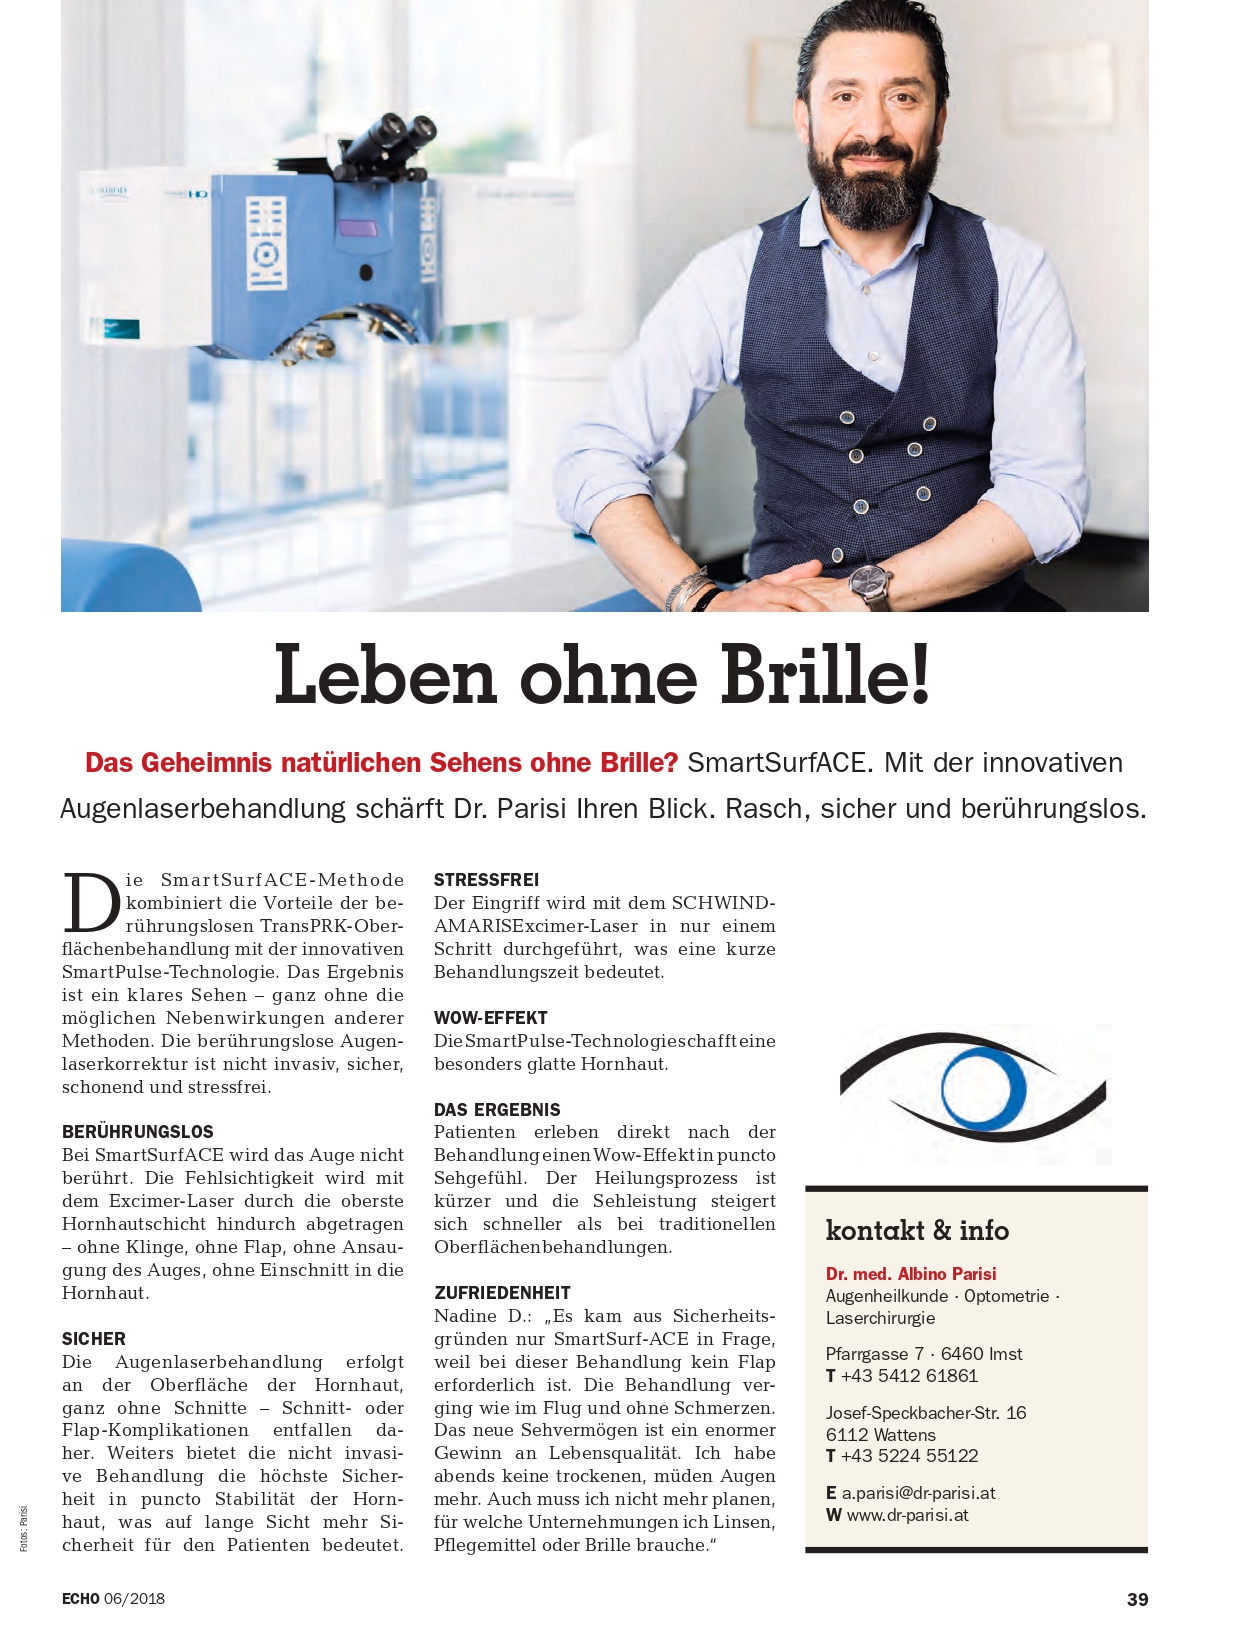 Leben ohne Brille!
Das Geheimnis natürlichen Sehens ohne Brille? SmartSurfACE. Mit der innovativen
Augenlaserbehandlung schärft Dr. Parisi Ihren Blick. Rasch, sicher und berührungslos.
Die SmartSurfACE-Methode
kombiniert die Vorteile der be-
rührungslosen TransPRK-Ober-
flächenbehandlung mit der innovativen
SmartPulse-Technologie. Das Ergebnis
ist ein klares Sehen – ganz ohne die
möglichen Nebenwirkungen anderer
Methoden. Die berührungslose Augen-
laserkorrektur ist nicht invasiv, sicher,
schonend und stressfrei.
BERÜHRUNGSLOS
Bei SmartSurfACE wird das Auge nicht
berührt. Die Fehlsichtigkeit wird mit
dem Excimer-Laser durch die oberste
Hornhautschicht hindurch abgetragen
– ohne Klinge, ohne Flap, ohne Ansau-
gung des Auges, ohne Einschnitt in die
Hornhaut.
SICHER
Die Augenlaserbehandlung erfolgt
an der Oberfläche der Hornhaut,
ganz ohne Schnitte – Schnitt- oder
Flap-Komplikationen entfallen da-
her. Weiters bietet die nicht invasi-
ve Behandlung die höchste Sicher-
heit in puncto Stabilität der Horn-
haut, was auf lange Sicht mehr Si-
cherheit für den Patienten bedeutet.
STRESSFREI
Der Eingriff wird mit dem SCHWIND-
AMARISExcimer-Laser in nur einem
Schritt durchgeführt, was eine kurze
Behandlungszeit bedeutet.
WOW-EFFEKT
Die SmartPulse-Technologie schafft eine
besonders glatte Hornhaut.
DAS ERGEBNIS
Patienten erleben direkt nach der
Behandlung einen Wow-Effekt in puncto
Sehgefühl. Der Heilungsprozess ist
kürzer und die Sehleistung steigert
sich schneller als bei traditionellen
Oberflächenbehandlungen.
ZUFRIEDENHEIT
Nadine D.: „Es kam aus Sicherheits-
gründen nur SmartSurf-ACE in Frage,
weil bei dieser Behandlung kein Flap
erforderlich ist. Die Behandlung ver-
ging wie im Flug und ohne Schmerzen.
Das neue Sehvermögen ist ein enormer
Gewinn an Lebensqualität. Ich habe
abends keine trockenen, müden Augen
mehr. Auch muss ich nicht mehr planen,
für welche Unternehmungen ich Linsen,
Pflegemittel oder Brille brauche.“
kontakt & info
Dr. med. Albino Parisi
Augenheilkunde · Optometrie ·
Laserchirurgie
Pfarrgasse 7 · 6460 Imst
T +43 5412 61861
Josef-Speckbacher-Str. 16
6112 Wattens
T +43 5224 55122
E a.parisi@dr-parisi.at
W www.dr-parisi.at
Fotos: Parisi
ECHO 06/2018
39